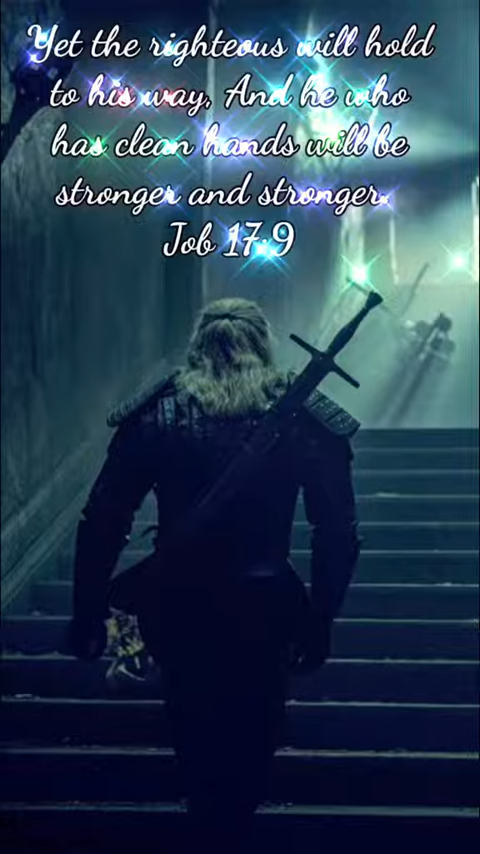 Yet the righteous will hold
to his way, And he who
has clean hands will be
stronger and stronger.
Job 17:9